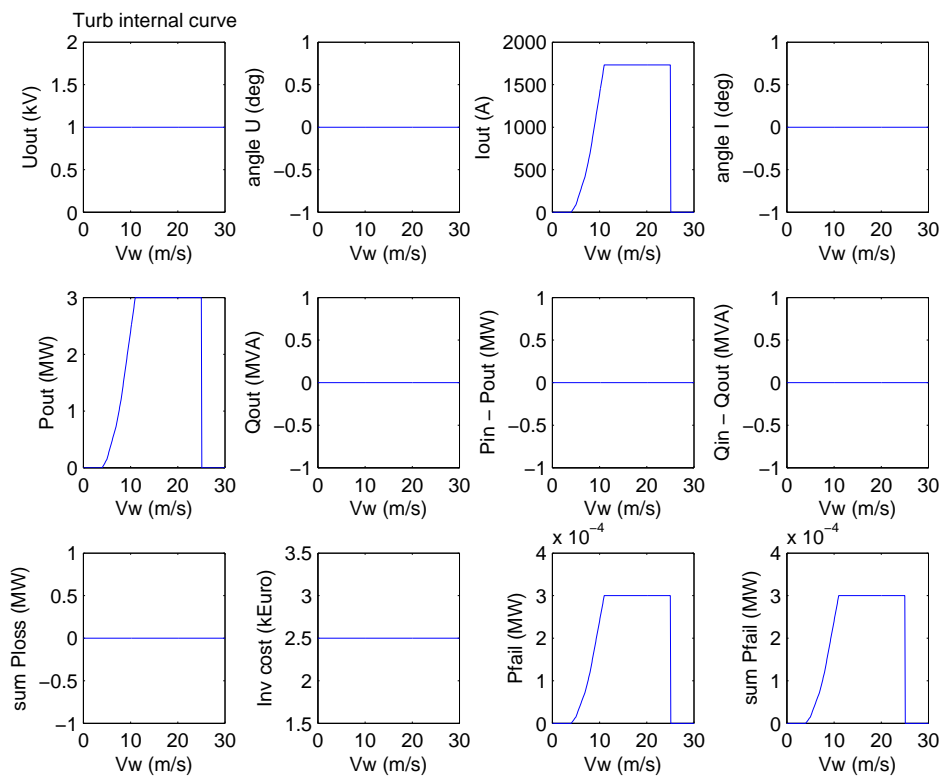 Turb internal curve
2
1.5
1
0.5
0
Uout (kV)
0 10 20 30
Vw (m/s)
1
0.5
0
−0.5
−1
angle U (deg)
0 10 20 30
Vw (m/s)
2000
1500
1000
500
0
Iout (A)
0 10 20 30
Vw (m/s)
1
0.5
0
−0.5
−1
angle I (deg)
0 10 20 30
Vw (m/s)
3
2
1
0
Pout (MW)
0 10 20 30
Vw (m/s)
1
0.5
0
−0.5
−1
Qout (MVA)
0 10 20 30
Vw (m/s)
1
0.5
0
−0.5
−1
Pin − Pout (MW)
0 10 20 30
Vw (m/s)
1
0.5
0
−0.5
−1
Qin − Qout (MVA)
0 10 20 30
Vw (m/s)
1
0.5
0
−0.5
−1
sum Ploss (MW)
0 10 20 30
Vw (m/s)
3.5
3
2.5
2
1.5
Inv cost (kEuro)
0 10 20 30
Vw (m/s)
x 10−4
4
3
2
1
0
Pfail (MW)
0 10 20 30
Vw (m/s)
x 10−4
4
3
2
1
0
sum Pfail (MW)
0 10 20 30
Vw (m/s)